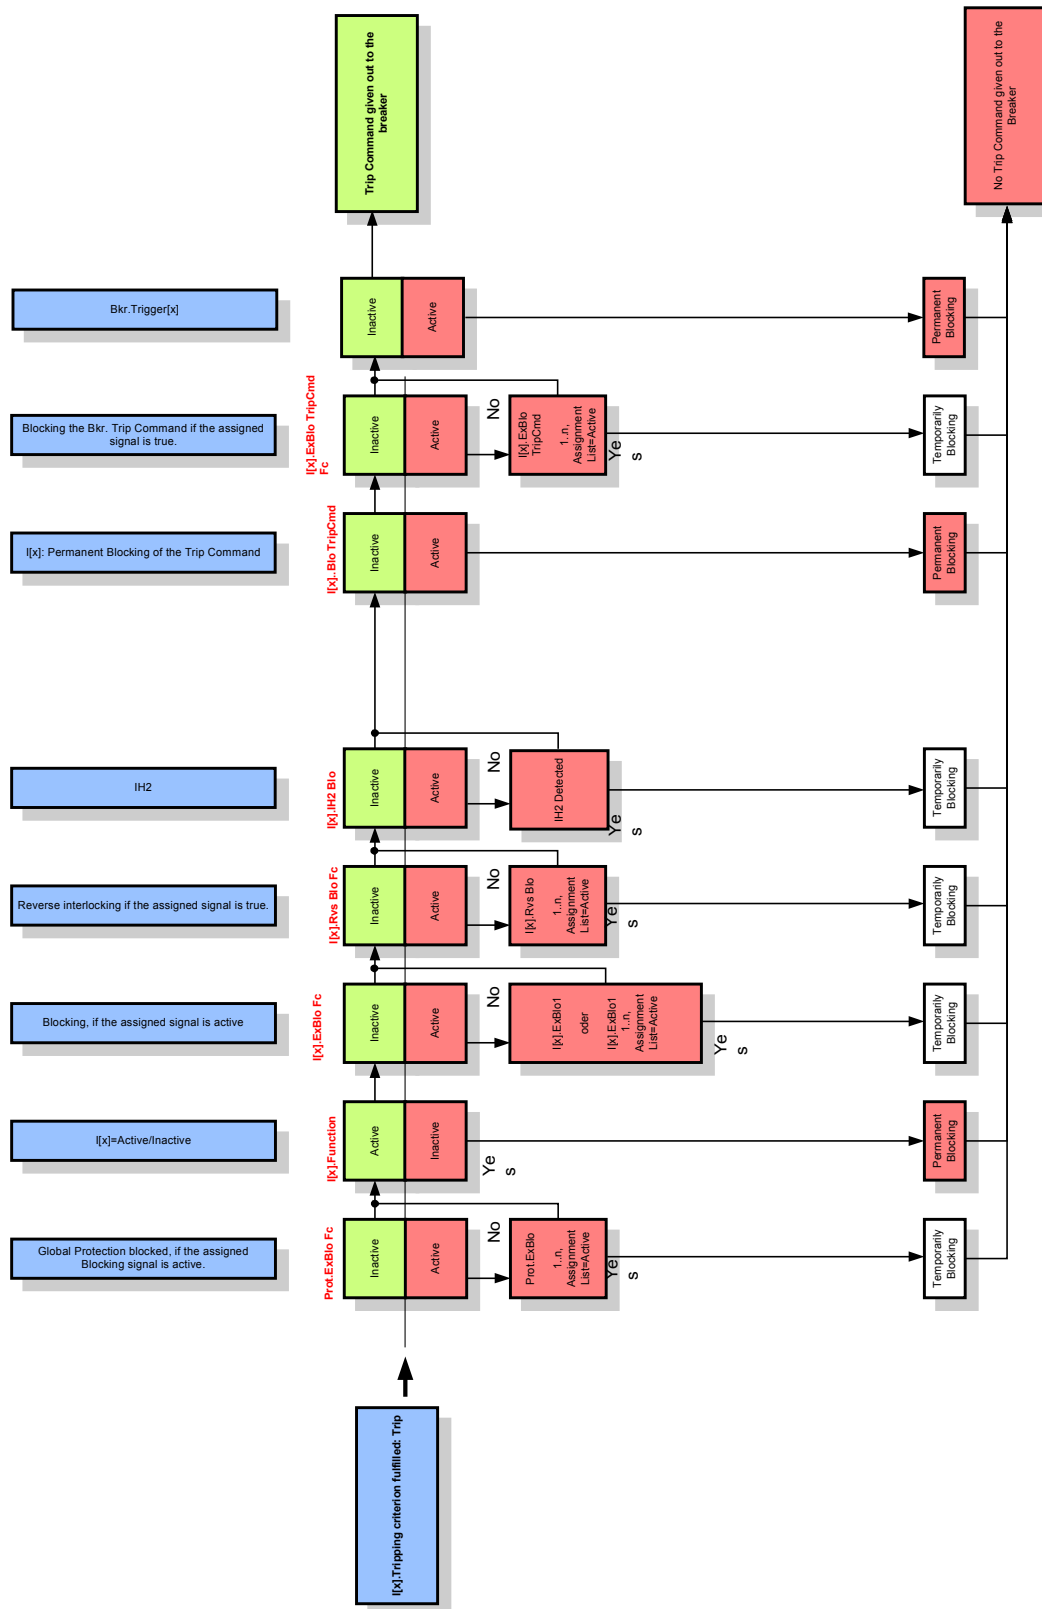 Trip Command given out to the
breaker
No Trip Command given out to the
Breaker
Bkr.Trigger[x]
Inactive
Active
Permanent
Blocking
Blocking the Bkr. Trip Command if the assigned
signal is true.
I[x].ExBlo TripCmd
Fc
Inactive
Active
No
I[x].ExBlo
TripCmd
1..n,
Assignment
List=Active
Ye
s
Temporarily
Blocking
I[x]: Permanent Blocking of the Trip Command
I[x]..Blo TripCmd
Inactive
Active
Permanent
Blocking
IH2
I[x].IH2 Blo
Inactive
Active
No
IH2 Detected
Ye
s
Temporarily
Blocking
Reverse interlocking if the assigned signal is true.
I[x].Rvs Blo Fc
Inactive
Active
No
I[x].Rvs Blo
1..n,
Assignment
List=Active
Ye
s
Temporarily
Blocking
Blocking, if the assigned signal is active
I[x].ExBlo Fc
Inactive
Active
No
I[x].ExBlo1
oder
I[x].ExBlo1
1..n,
Assignment
List=Active
Ye
s
Temporarily
Blocking
I[x]=Active/Inactive
I[x].Function
Active
Inactive
Ye
s
Permanent
Blocking
Global Protection blocked, if the assigned
Blocking signal is active.
Prot.ExBlo Fc
Inactive
Active
No
Prot.ExBlo
1..n,
Assignment
List=Active
Ye
s
Temporarily
Blocking
I[x].Tripping criterion fulfilled: Trip